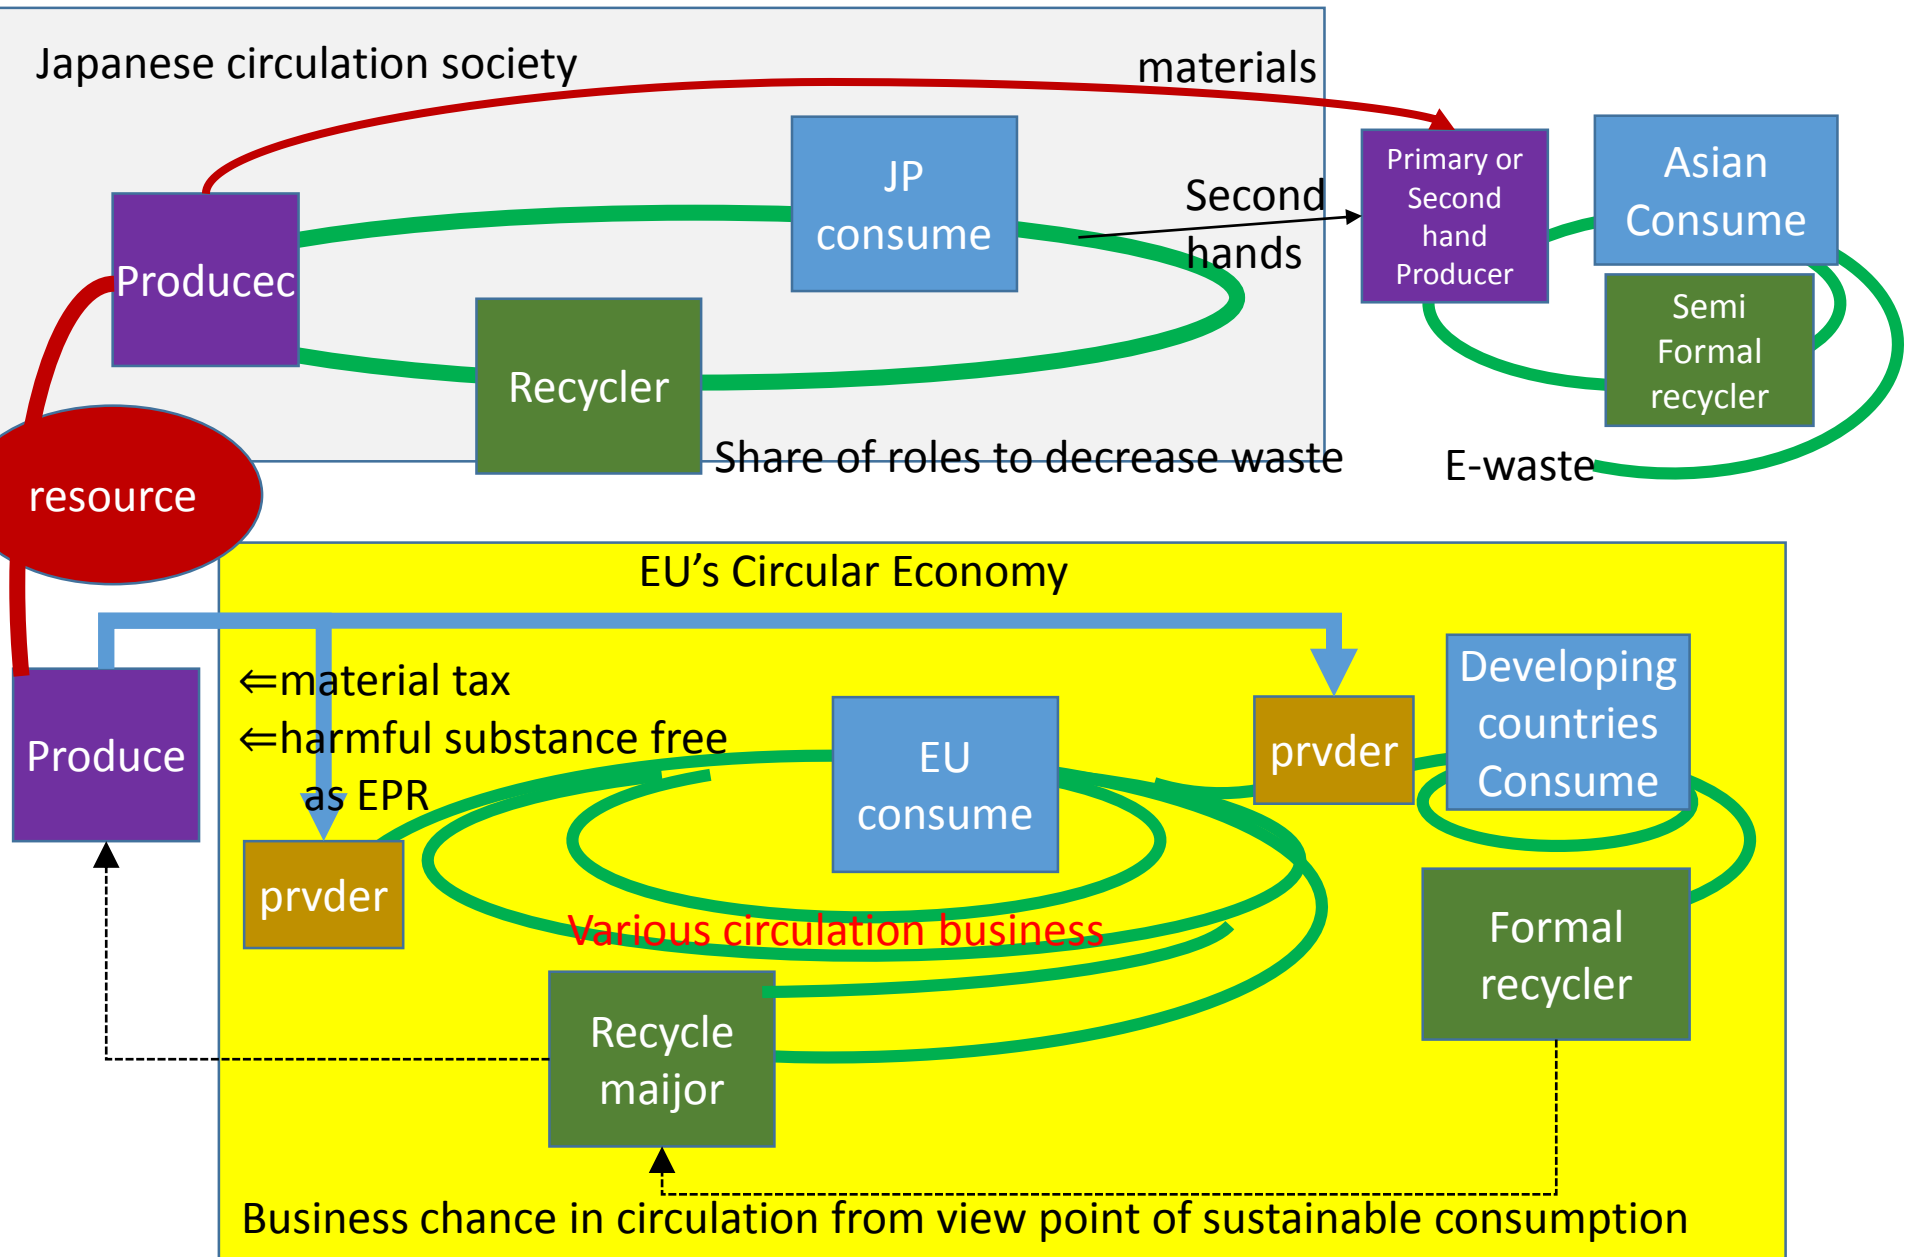 Japanese circulation society
materials
JP
consume
Second
hands
Primary or
Second
hand
Producer
Asian
Consume
Producec
Recycler
Semi
Formal
recycler
Share of roles to decrease waste
E-waste
resource
EU’s Circular Economy
⇐material tax
⇐harmful substance free
as EPR
Produce
prvder
EU
consume
prvder
Developing
countries
Consume
Various circulation business
Recycle
maijor
Formal
recycler
Business chance in circulation from view point of sustainable consumption